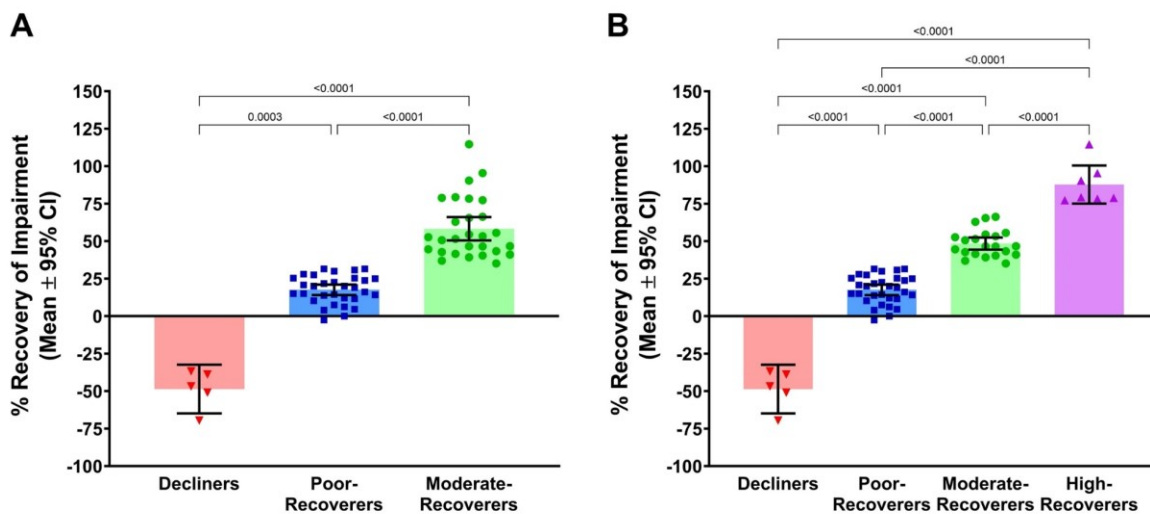 A
% Recovery of Impairment
(Mean ± 95% CI)
150
125
100
75
50
25
0
-25
-50
-75
-100
<0.0001
0.0003
<0.0001
Decliners
Poor-
Recoverers
Moderate-
Recoverers
B
% Recovery of Impairment
(Mean ± 95% CI)
150
125
100
75
50
25
0
-25
-50
-75
-100
<0.0001
<0.0001
<0.0001
<0.0001
<0.0001
<0.0001
Decliners
Poor-
Recoverers
Moderate-
Recoverers
High-
Recoverers